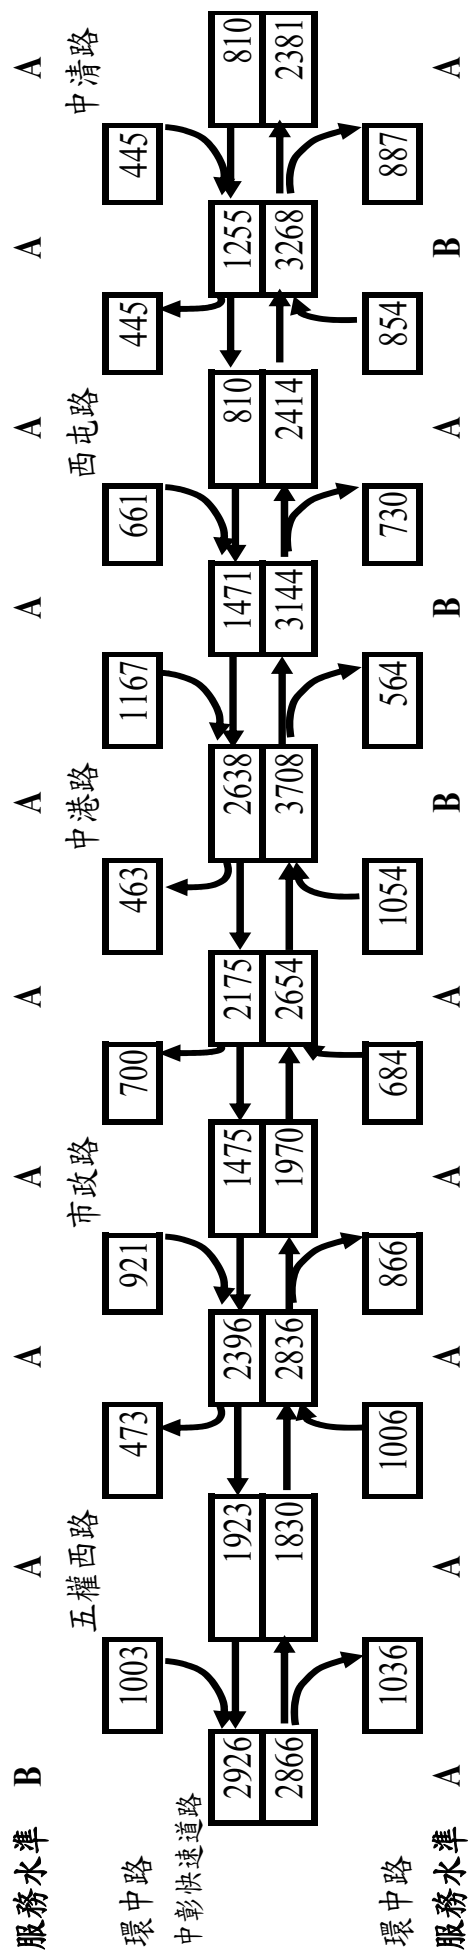 服務水準 B A A A A A A A A A
五權西路 市政路 中港路 西屯路 中清路
環中路 1003 473 921 700 463 1167 661 445 445
中彰快速道路
2926 1923 2396 1475 2175 2638 1471 810 1255 810
2866 1830 2836 1970 2654 3708 3144 2414 3268 2381
環中路 1036 1006 866 684 1054 564 730 854 887
服務水準 A A A A A B B A B A